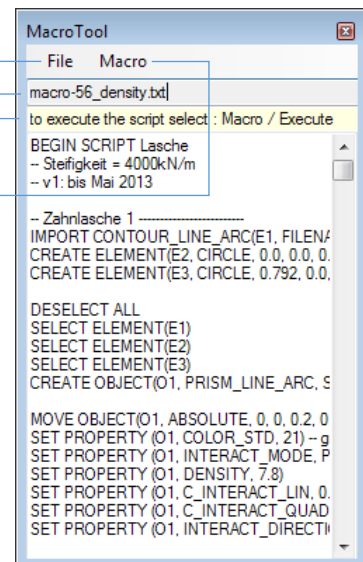 MacroTool
File Macro
macro-56_density.txt
to execute the script select : Macro / Execute
BEGIN SCRIPT Lasche
-- Steifigkeit = 4000kN/m
-- v1: bis Mai 2013
-- Zahnlasche 1 --------------------------
IMPORT CONTOUR_LINE_ARC(E1, FILENA
CREATE ELEMENT(E2, CIRCLE, 0.0, 0.0, 0.
CREATE ELEMENT(E3, CIRCLE, 0.792, 0.0,
DESELECT ALL
SELECT ELEMENT(E1)
SELECT ELEMENT(E2)
SELECT ELEMENT(E3)
CREATE OBJECT(O1, PRISM_LINE_ARC, S
MOVE OBJECT(O1, ABSOLUTE, 0, 0, 0.2, 0
SET PROPERTY (O1, COLOR_STD, 21) -- g
SET PROPERTY (O1, INTERACT_MODE, P
SET PROPERTY (O1, DENSITY, 7.8)
SET PROPERTY (O1, C_INTERACT_LIN, 0.
SET PROPERTY (O1, C_INTERACT_QUAD
SET PROPERTY (O1, INTERACT_DIRECTI